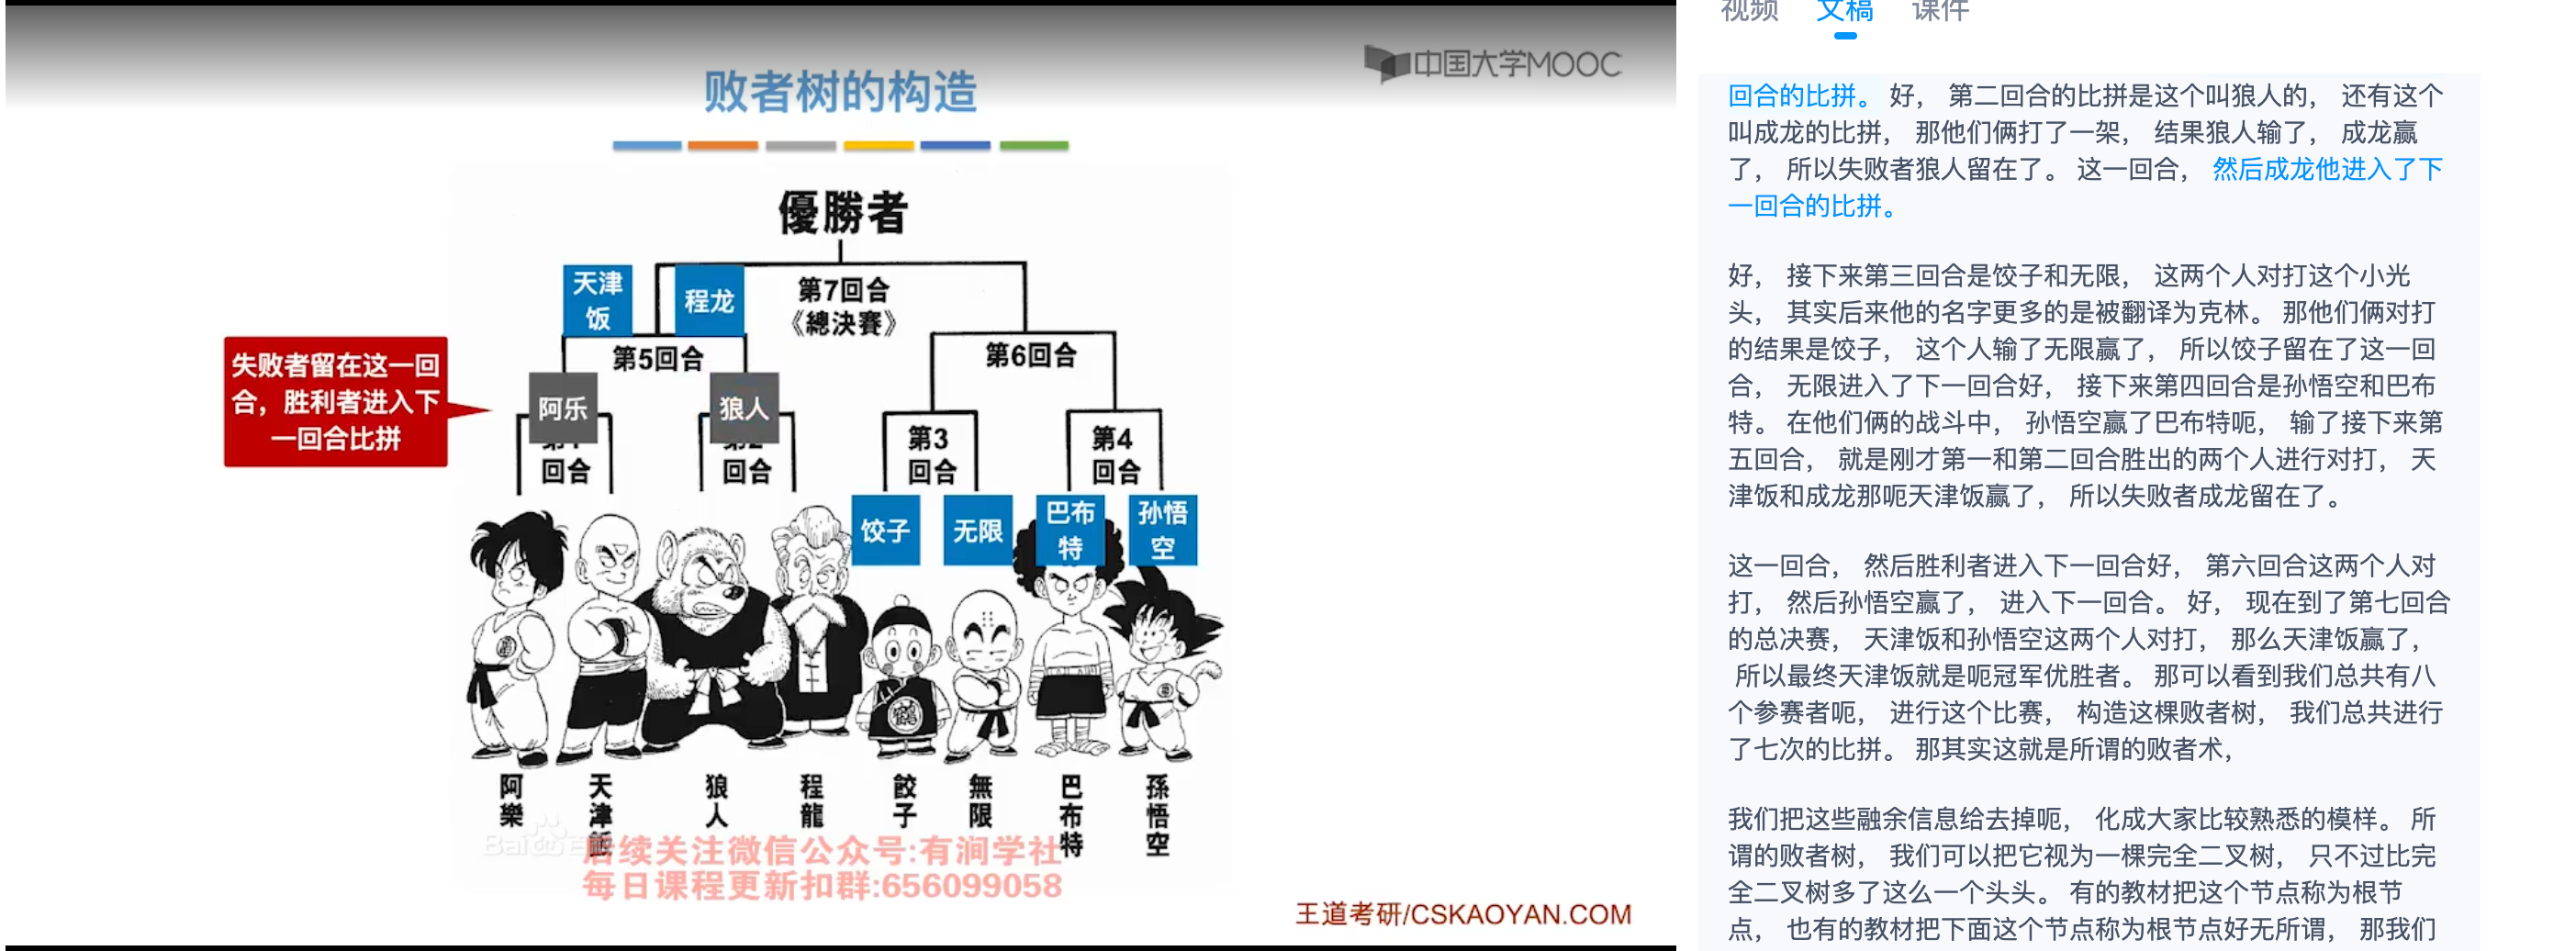 败者树的构造
中国大学MOOC
優勝者
天津饭
程龙
第7回合
《總決賽》
失败者留在这一回
合，胜利者进入下
一回合比拼
第5回合
第6回合
阿乐
狼人
回合
回合
第3
回合
第4
回合
饺子
无限
巴布特
孙悟空
阿樂
天津飯
狼人
程龍
餃子
無限
巴布特
孫悟空
后续关注微信公众号:有涧学社
每日课程更新扣群:656099058
王道考研/CSKAOYAN.COM
视频 文稿 课件
回合的比拼。 好， 第二回合的比拼是这个叫狼人的， 还有这个
叫成龙的比拼， 那他们俩打了一架， 结果狼人输了， 成龙赢
了， 所以失败者狼人留在了。 这一回合， 然后成龙他进入了下
一回合的比拼。
好， 接下来第三回合是饺子和无限， 这两个人对打这个小光
头， 其实后来他的名字更多的是被翻译为克林。 那他们俩对打
的结果是饺子， 这个人输了无限赢了， 所以饺子留在了这一回
合， 无限进入了下一回合好， 接下来第四回合是孙悟空和巴布
特。 在他们俩的战斗中， 孙悟空赢了巴布特呃， 输了接下来第
五回合， 就是刚才第一和第二回合胜出的两个人进行对打， 天
津饭和成龙那呃天津饭赢了， 所以失败者成龙留在了。
这一回合， 然后胜利者进入下一回合好， 第六回合这两个人对
打， 然后孙悟空赢了， 进入下一回合。 好， 现在到了第七回合
的总决赛， 天津饭和孙悟空这两个人对打， 那么天津饭赢了，
所以最终天津饭就是呃冠军优胜者。 那可以看到我们总共有八
个参赛者呃， 进行这个比赛， 构造这棵败者树， 我们总共进行
了七次的比拼。 那其实这就是所谓的败者术，
我们把这些融余信息给去掉呃， 化成大家比较熟悉的模样。 所
谓的败者树， 我们可以把它视为一棵完全二叉树， 只不过比完
全二叉树多了这么一个头头。 有的教材把这个节点称为根节
点， 也有的教材把下面这个节点称为根节点好无所谓， 那我们